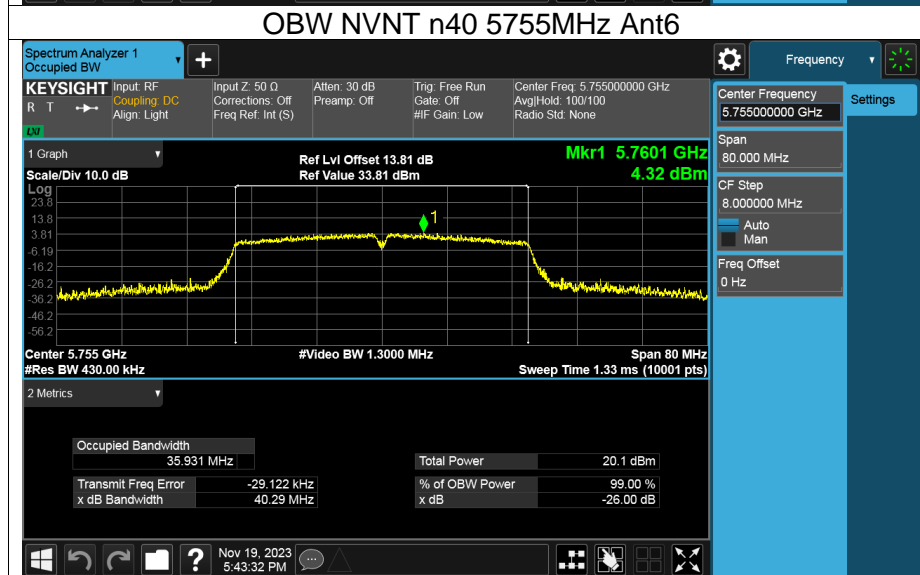 OBW NVNT n40 5755MHz Ant6
Spectrum Analyzer 1
Occupied BW
+
Frequency
KEYSIGHT
R T
LXI
Input: RF
Coupling: DC
Align: Light
Input Z: 50 Ω
Corrections: Off
Freq Ref: Int (S)
Atten: 30 dB
Preamp: Off
Trig: Free Run
Gate: Off
#IF Gain: Low
Center Freq: 5.755000000 GHz
Avg|Hold: 100/100
Radio Std: None
Center Frequency
5.755000000 GHz
Settings
Span
80.000 MHz
CF Step
8.000000 MHz
Auto
Man
Freq Offset
0 Hz
1 Graph
Ref Lvl Offset 13.81 dB
Mkr1 5.7601 GHz
Scale/Div 10.0 dB
Ref Value 33.81 dBm
4.32 dBm
Log
23.8
13.8
3.81
-6.19
-16.2
-26.2
-36.2
-46.2
-56.2
1
Center 5.755 GHz
#Video BW 1.3000 MHz
Span 80 MHz
#Res BW 430.00 kHz
Sweep Time 1.33 ms (10001 pts)
2 Metrics
Occupied Bandwidth
35.931 MHz
Total Power 20.1 dBm
Transmit Freq Error -29.122 kHz
% of OBW Power 99.00 %
x dB Bandwidth 40.29 MHz
x dB -26.00 dB
?
Nov 19, 2023
5:43:32 PM